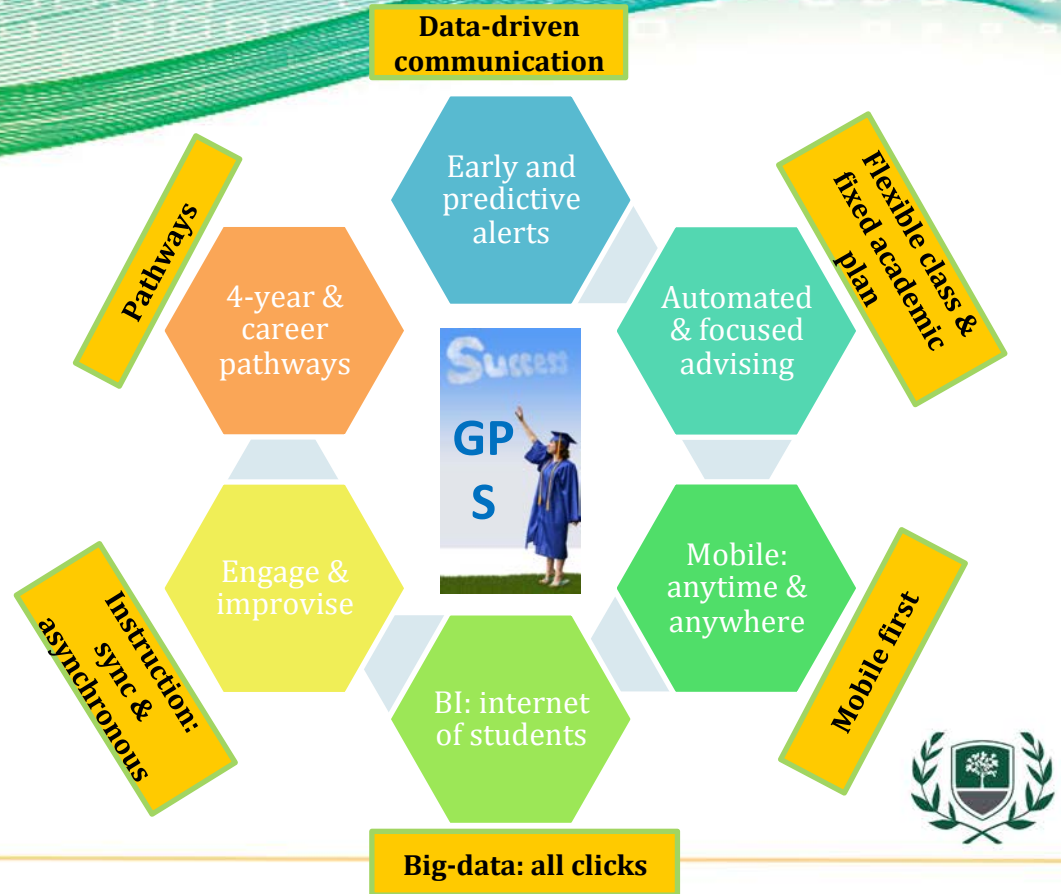 Data-driven
communication
Early and
predictive
alerts
Flexible class &
fixed academic
plan
Automated
& focused
advising
Pathways
4-year &
career
pathways
Success
GP
S
Mobile:
anytime &
anywhere
Mobile first
Engage &
improvise
Instruction:
sync &
asynchronous
BI: internet
of students
Big-data: all clicks